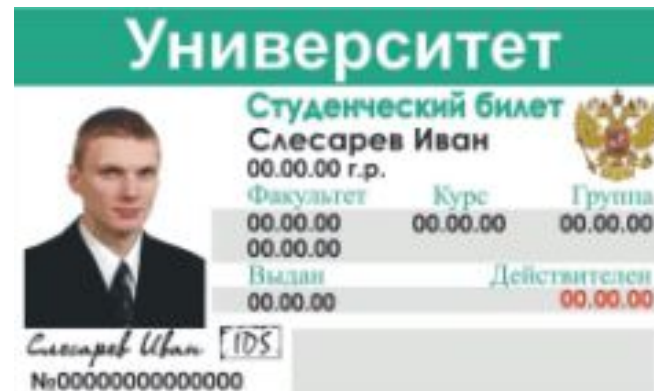 Университет
Студенческий билет
Слесарев Иван
00.00.00 г.р.
Факультет Курс Группа
00.00.00 00.00.00 00.00.00
00.00.00
Выдан Действителен
00.00.00 00.00.00
Слесарев Иван IDS
№00000000000000